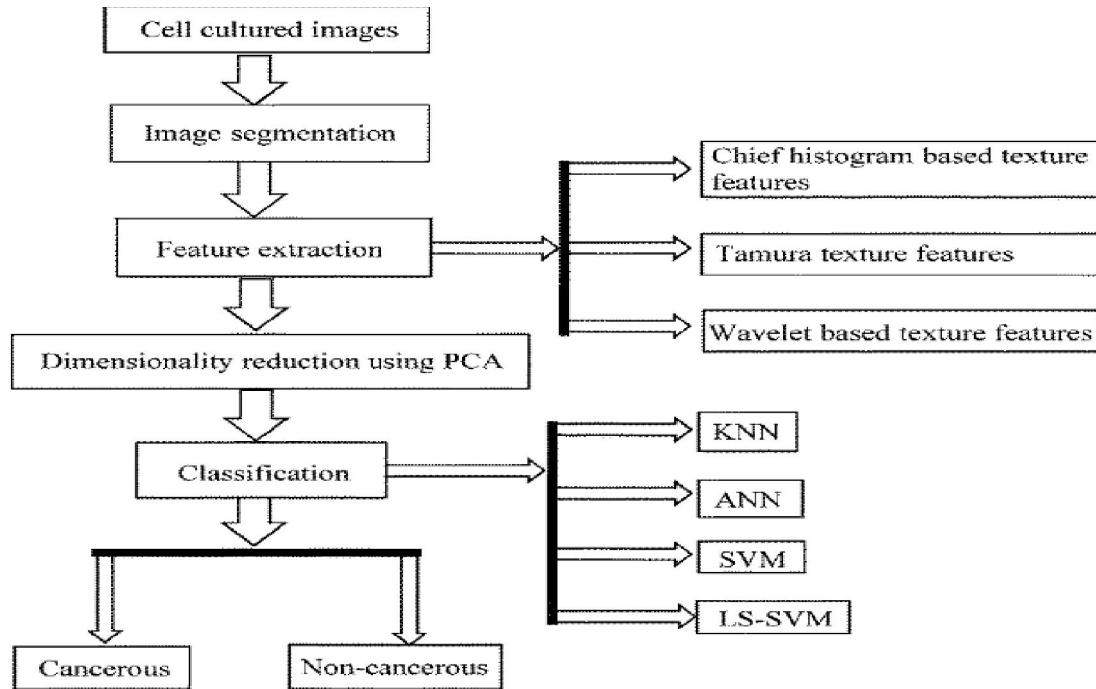 Cell cultured images
Image segmentation
Feature extraction
Chief histogram based texture
features
Tamura texture features
Wavelet based texture features
Dimensionality reduction using PCA
Classification
KNN
ANN
SVM
LS-SVM
Cancerous
Non-cancerous